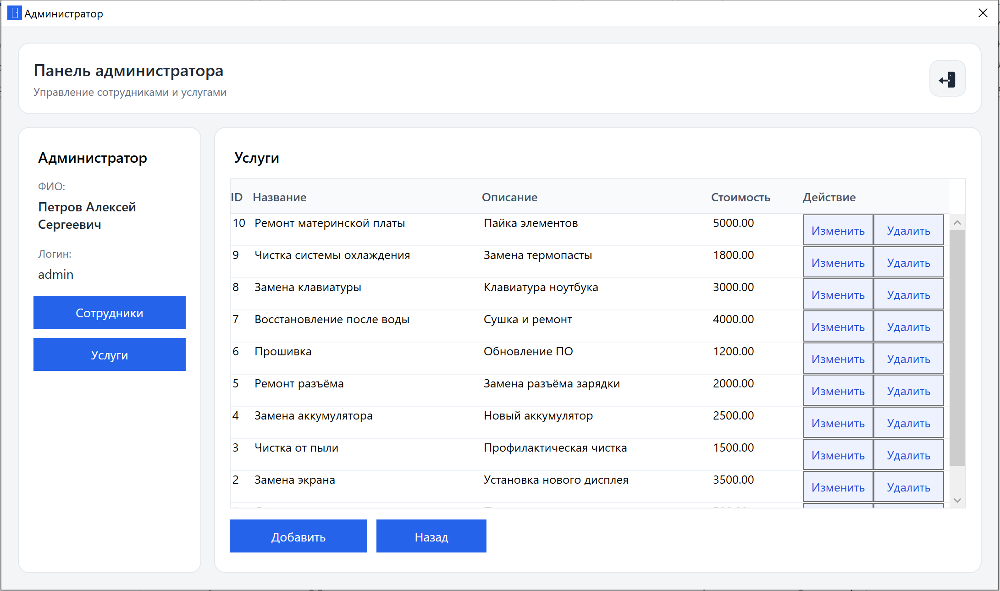 Администратор
Панель администратора
Управление сотрудниками и услугами
Администратор
ФИО:
Петров Алексей
Сергеевич
Логин:
admin
Сотрудники
Услуги
Услуги
ID Название Описание Стоимость Действие
10 Ремонт материнской платы Пайка элементов 5000.00 Изменить Удалить
9 Чистка системы охлаждения Замена термопасты 1800.00 Изменить Удалить
8 Замена клавиатуры Клавиатура ноутбука 3000.00 Изменить Удалить
7 Восстановление после воды Сушка и ремонт 4000.00 Изменить Удалить
6 Прошивка Обновление ПО 1200.00 Изменить Удалить
5 Ремонт разъёма Замена разъёма зарядки 2000.00 Изменить Удалить
4 Замена аккумулятора Новый аккумулятор 2500.00 Изменить Удалить
3 Чистка от пыли Профилактическая чистка 1500.00 Изменить Удалить
2 Замена экрана Установка нового дисплея 3500.00 Изменить Удалить
Добавить Назад